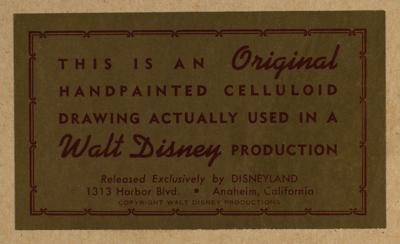 THIS IS AN Original
HANDPAINTED CELLULOID
DRAWING ACTUALLY USED IN A
Walt Disney PRODUCTION
Released Exclusively by DISNEYLAND
1313 Harbor Blvd. • Anaheim, California
COPYRIGHT WALT DISNEY PRODUCTIONS